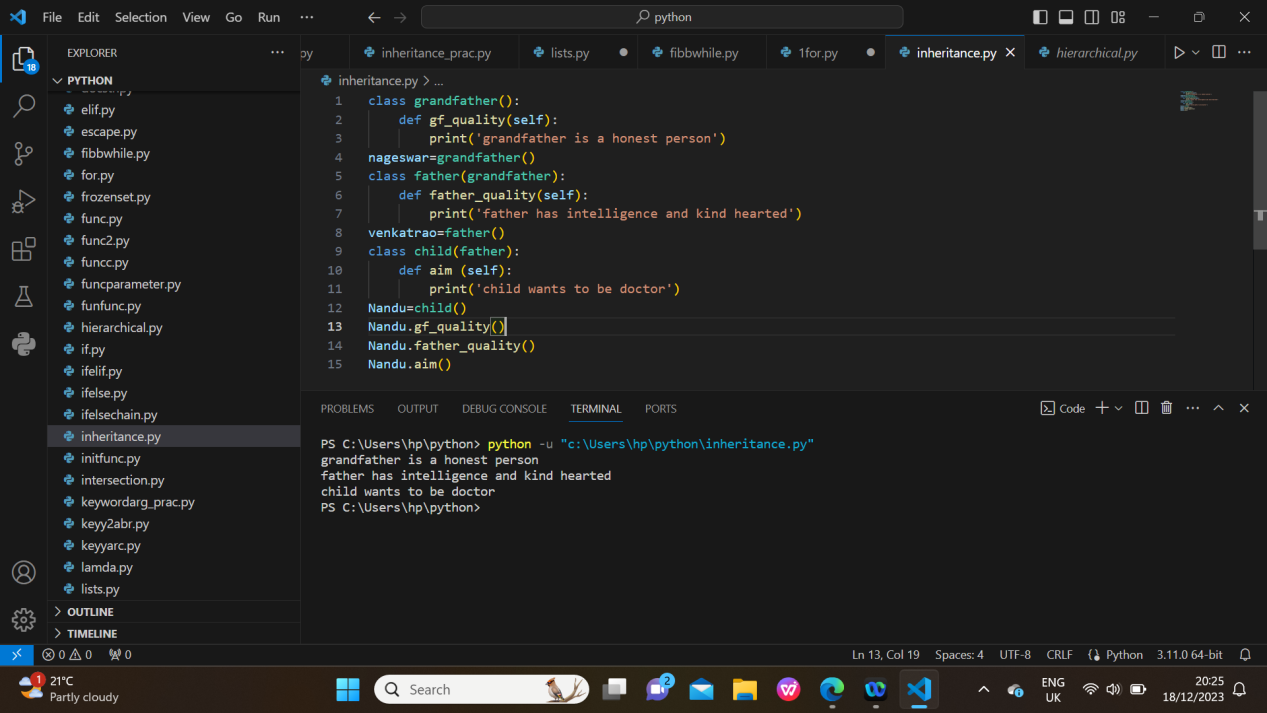 File Edit Selection View Go Run ···
python
EXPLORER
18
PYTHON
elif.py
escape.py
fibbwhile.py
for.py
frozenset.py
func.py
func2.py
funcc.py
funcparameter.py
funfunc.py
hierarchical.py
if.py
ifelif.py
ifelse.py
ifelsechain.py
inheritance.py
initfunc.py
intersection.py
keywordarg_prac.py
keyy2abr.py
keyyarc.py
lamda.py
lists.py
OUTLINE
TIMELINE
py inheritance_prac.py lists.py fibbwhile.py 1for.py inheritance.py hierarchical.py
inheritance.py > ...
1 class grandfather():
2 def gf_quality(self):
3 print('grandfather is a honest person')
4 nageswar=grandfather()
5 class father(grandfather):
6 def father_quality(self):
7 print('father has intelligence and kind hearted')
8 venkatrao=father()
9 class child(father):
10 def aim (self):
11 print('child wants to be doctor')
12 Nandu=child()
13 Nandu.gf_quality()
14 Nandu.father_quality()
15 Nandu.aim()
PROBLEMS OUTPUT DEBUG CONSOLE TERMINAL PORTS Code
PS C:\Users\hp\python> python -u "c:\Users\hp\python\inheritance.py"
grandfather is a honest person
father has intelligence and kind hearted
child wants to be doctor
PS C:\Users\hp\python>
0 0 0 Ln 13, Col 19 Spaces: 4 UTF-8 CRLF Python 3.11.0 64-bit
1 21°C
Partly cloudy
Search
2
ENG
UK
20:25
18/12/2023